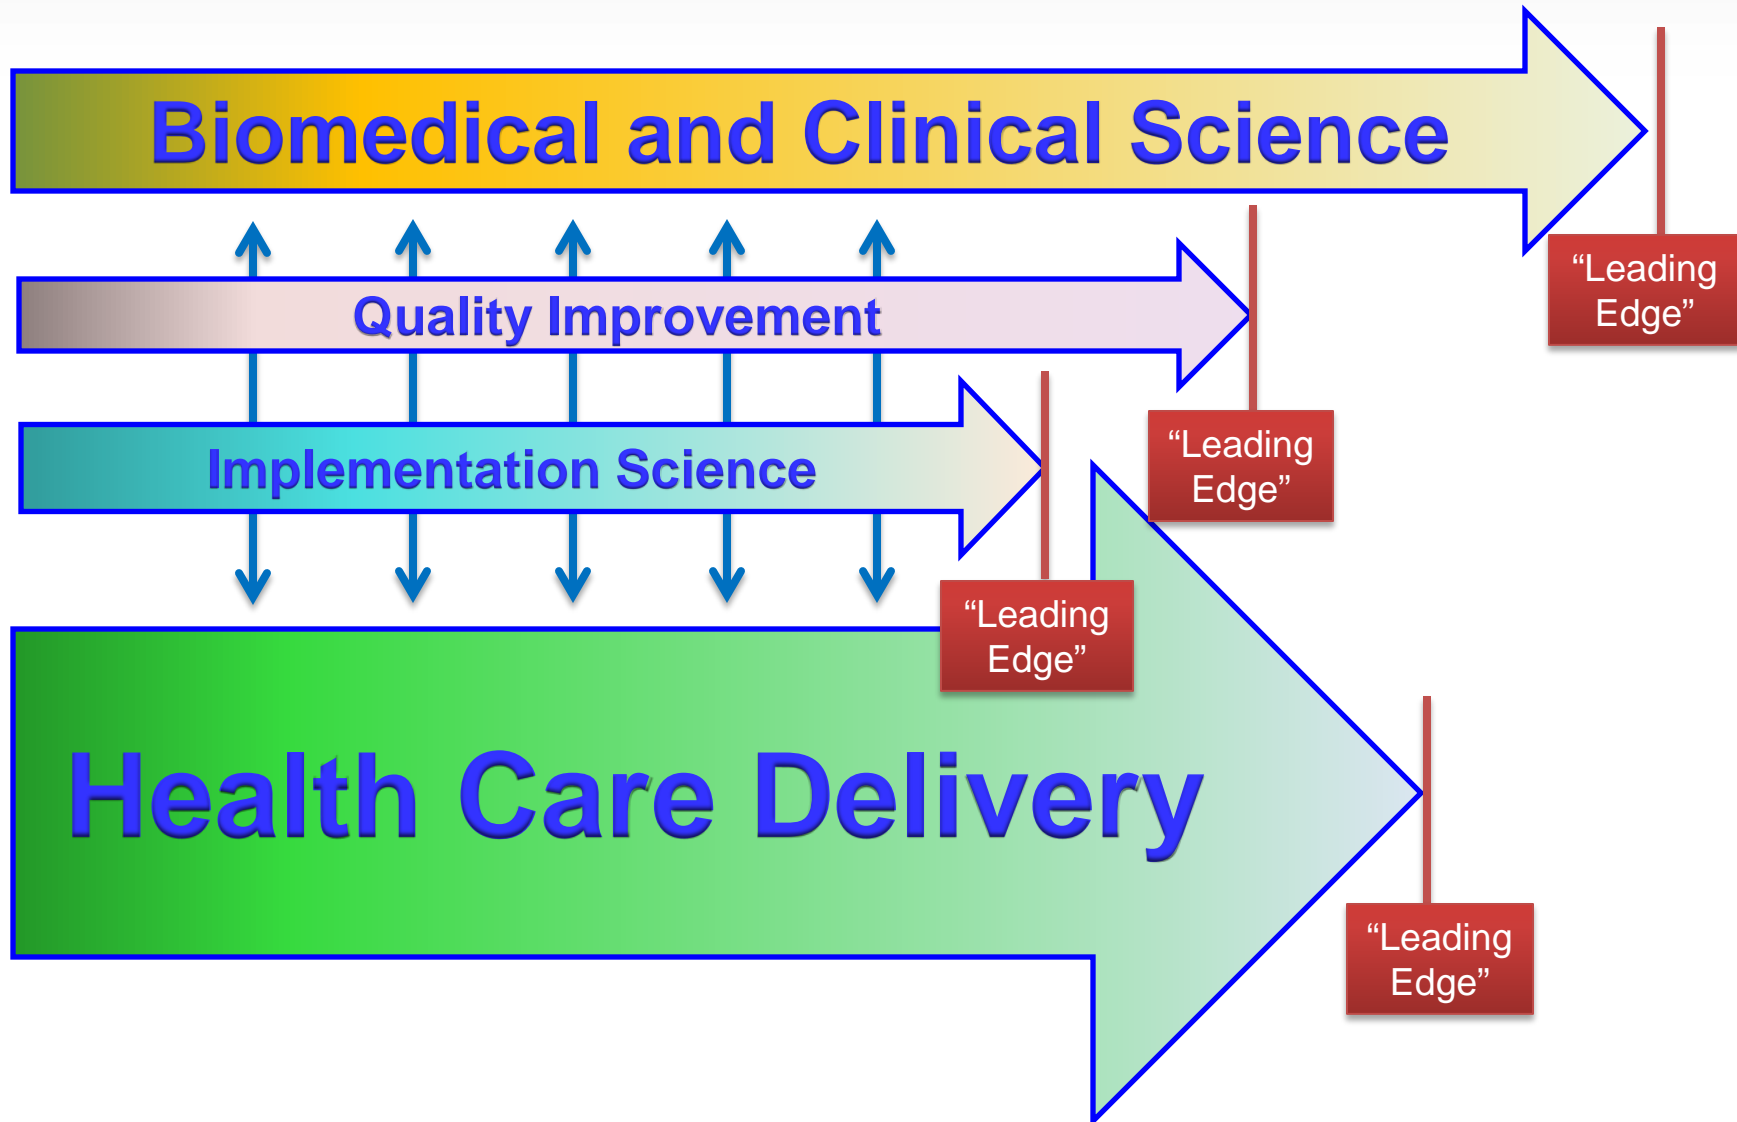 Biomedical and Clinical Science
“Leading
Edge”
Quality Improvement
“Leading
Edge”
Implementation Science
“Leading
Edge”
Health Care Delivery
“Leading
Edge”